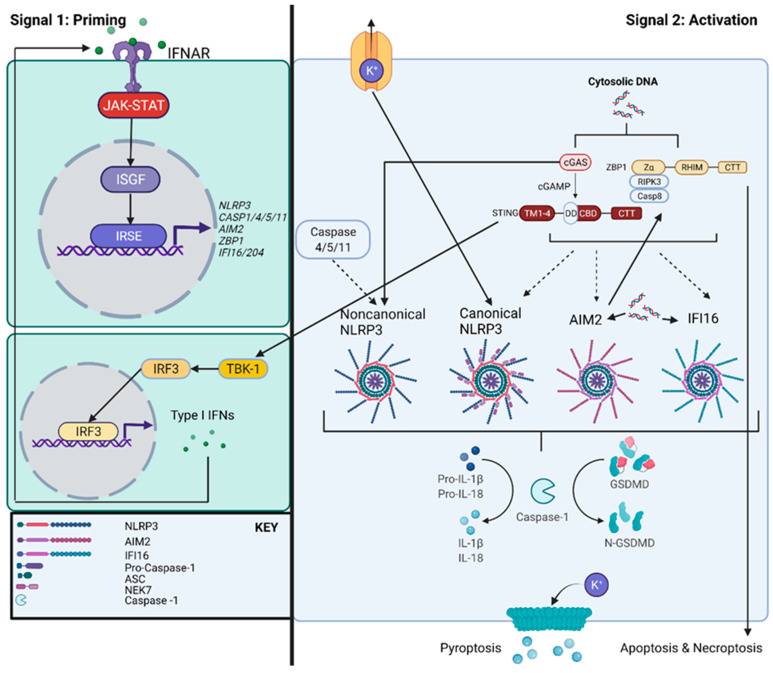 Signal 1: Priming
IFNAR
JAK-STAT
ISGF
IRSE
NLRP3
CASP1/4/5/11
AIM2
ZBP1
IFI16/204
IRF3
TBK-1
IRF3
Type I IFNs
KEY
NLRP3
AIM2
IFI16
Pro-Caspase-1
ASC
NEK7
Caspase -1
Signal 2: Activation
K+
Cytosolic DNA
cGAS
ZBP1
Zα
RHIM
CTT
RIPK3
Casp8
cGAMP
STING
TM1-4
DD
CBD
CTT
Caspase
4/5/11
Noncanonical
NLRP3
Canonical
NLRP3
AIM2
IFI16
Pro-IL-1β
Pro-IL-18
Caspase-1
GSDMD
IL-1β
IL-18
N-GSDMD
K+
Pyroptosis
Apoptosis & Necroptosis